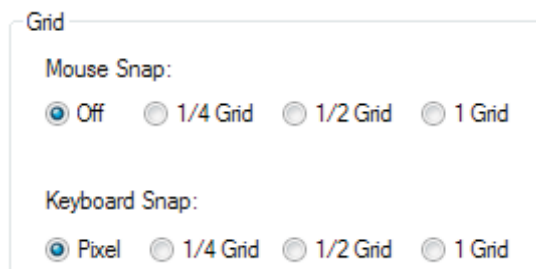 Grid
Mouse Snap:
Off 1/4 Grid 1/2 Grid 1 Grid
Keyboard Snap:
Pixel 1/4 Grid 1/2 Grid 1 Grid